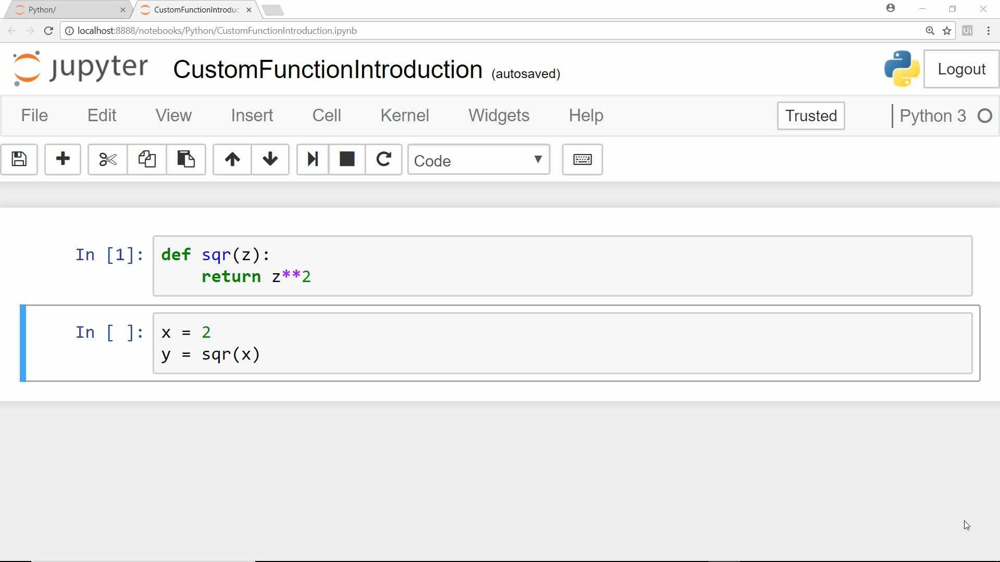 Python/
CustomFunctionIntroduc
localhost:8888/notebooks/Python/CustomFunctionIntroduction.ipynb
Ui
jupyter CustomFunctionIntroduction (autosaved)
Logout
File Edit View Insert Cell Kernel Widgets Help Trusted Python 3
Code
In [1]: def sqr(z):
    return z**2
In [ ]: x = 2
y = sqr(x)